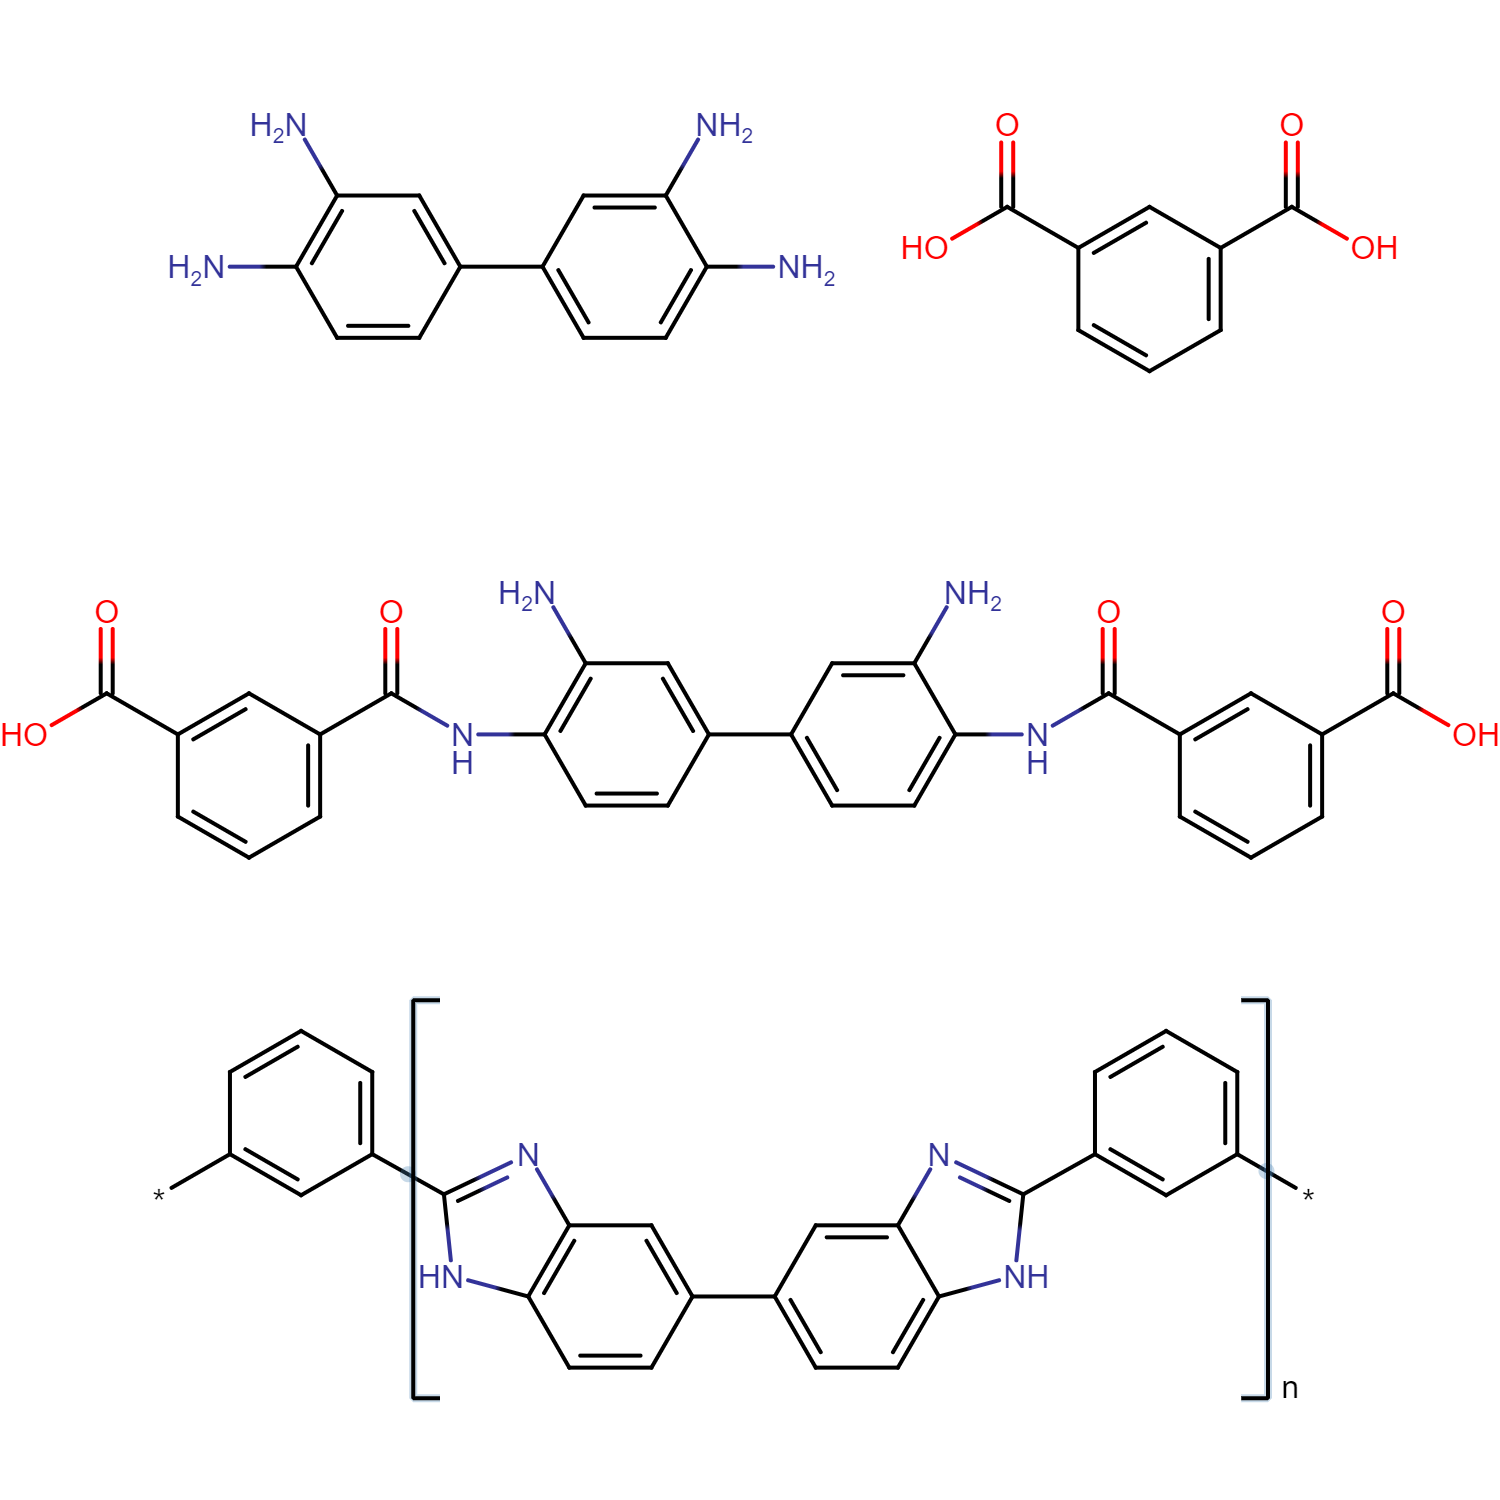 H₂N NH₂ O O
H₂N NH₂ HO OH
H₂N NH₂
O O O O
HO N H N H OH
N N
* *
HN NH
n